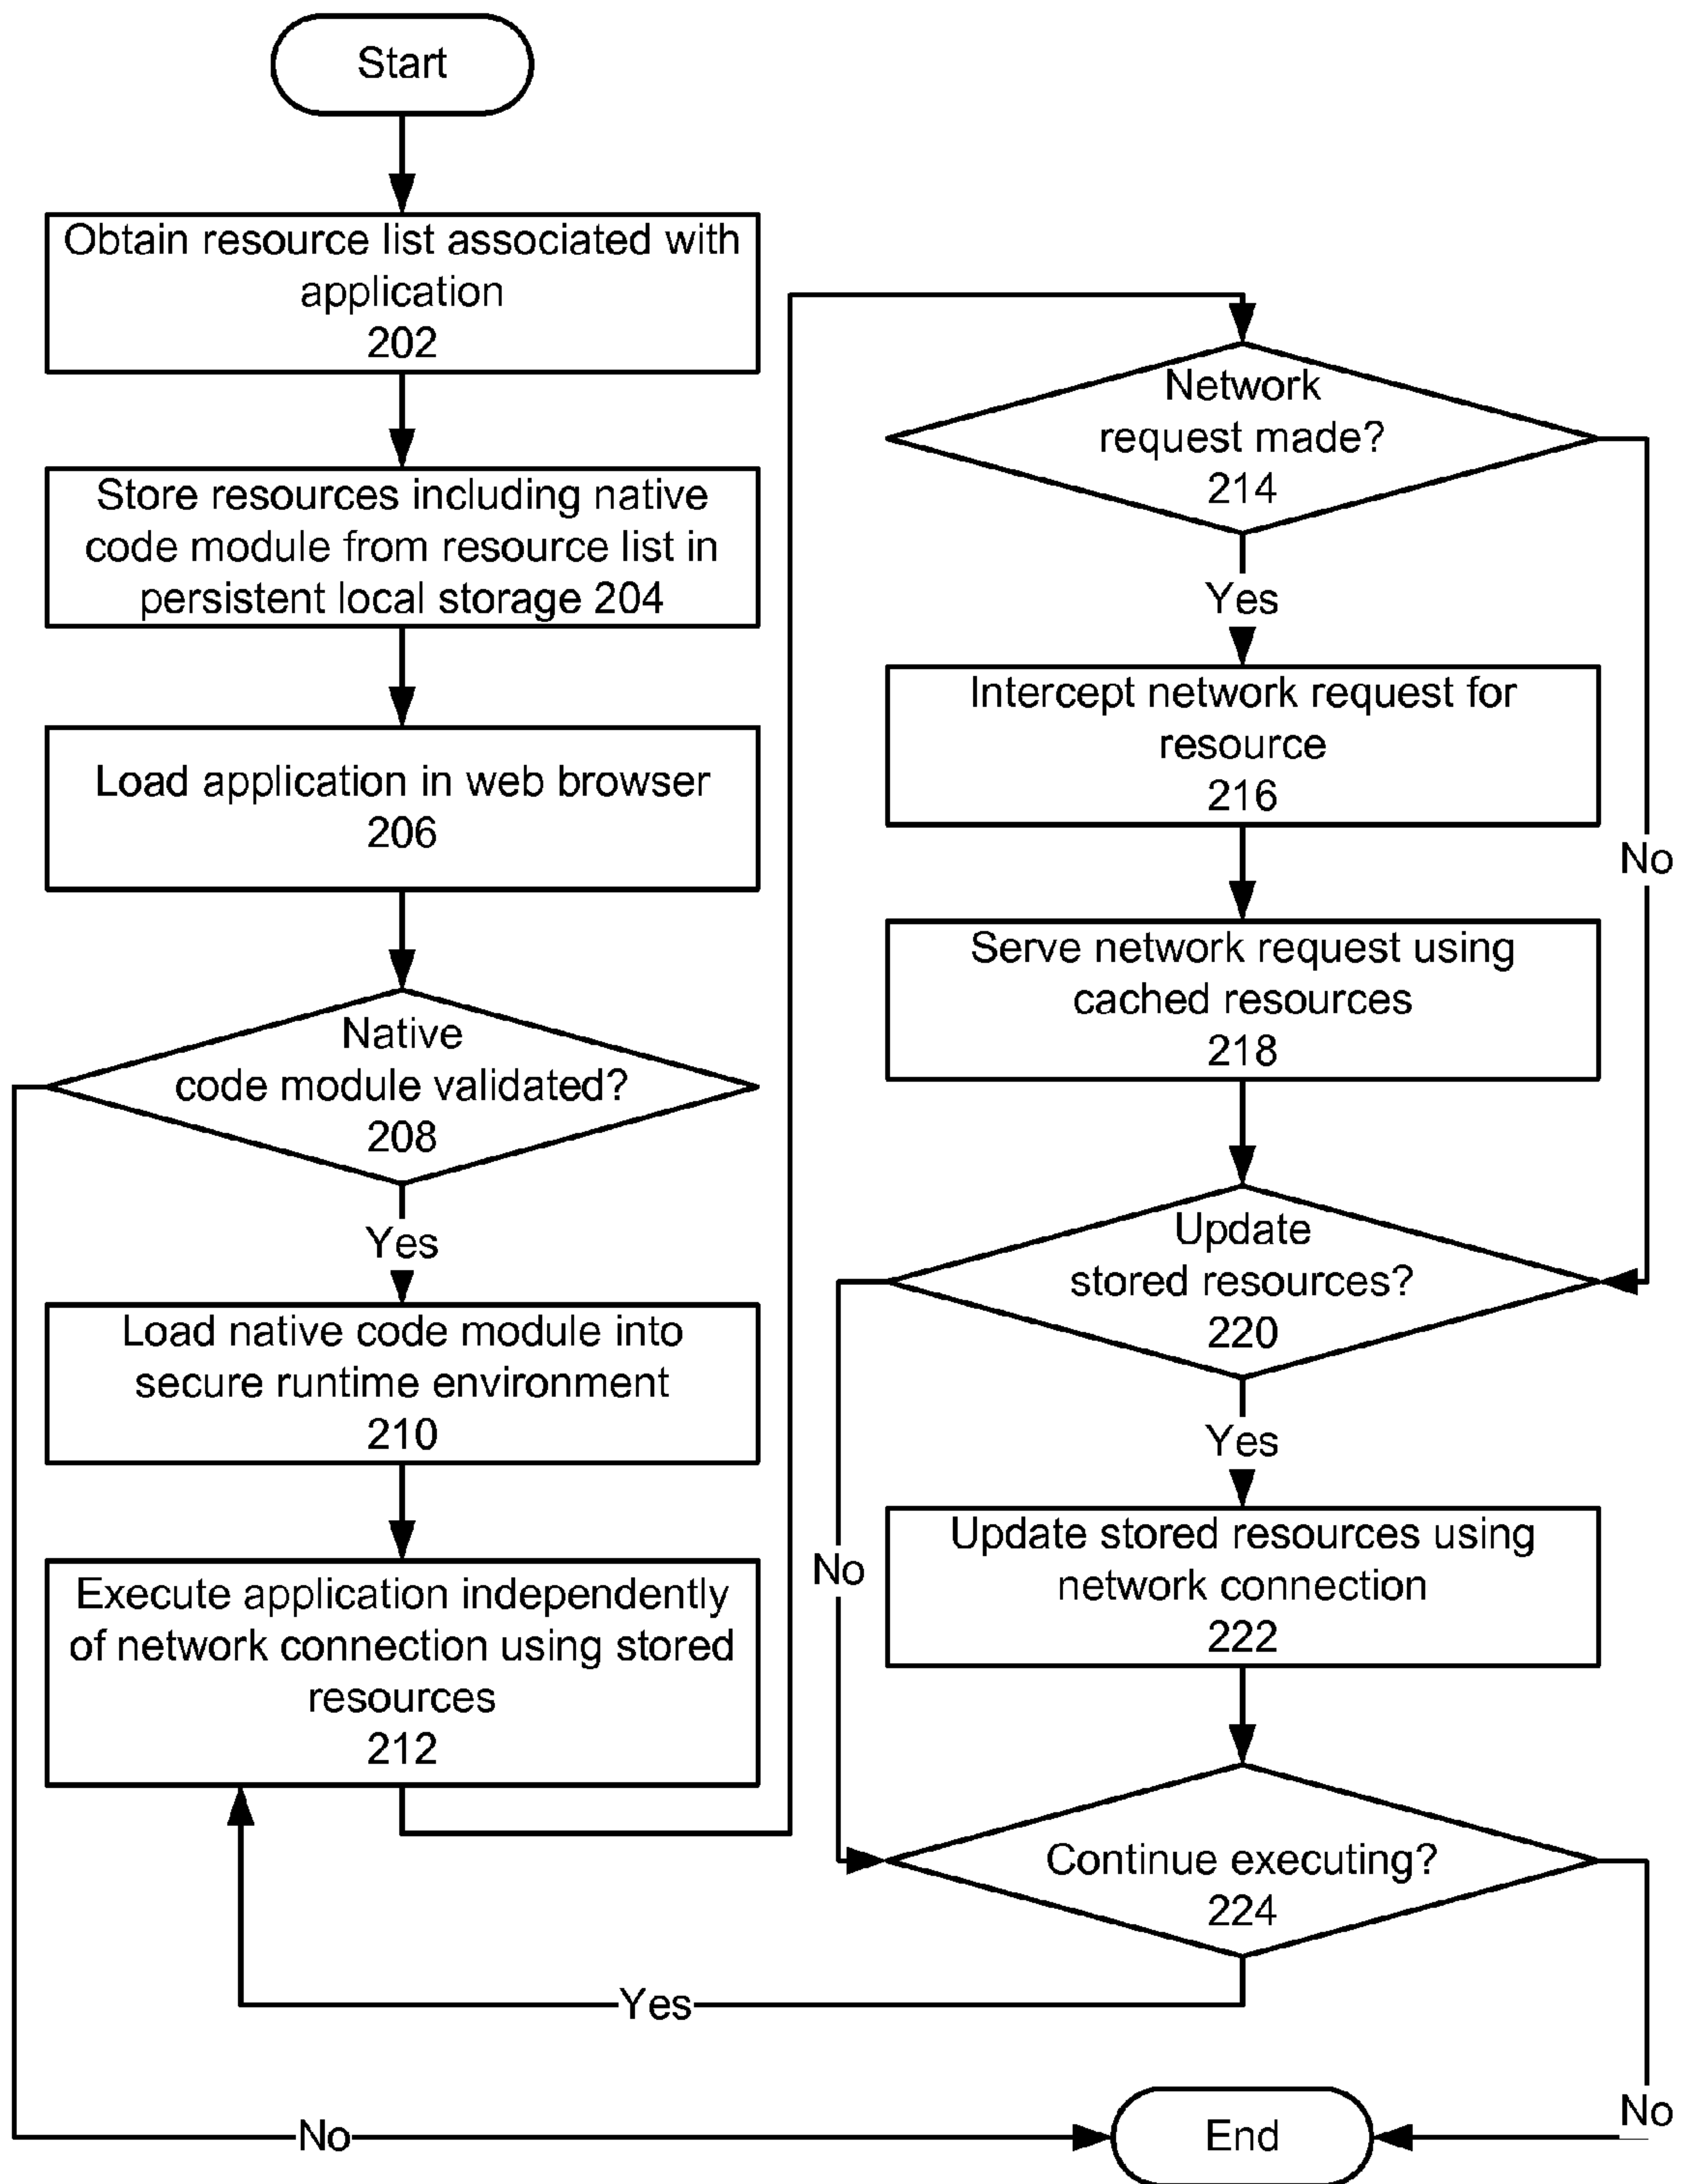 Start
Obtain resource list associated with
application
202
Store resources including native
code module from resource list in
persistent local storage 204
Load application in web browser
206
Native
code module validated?
208
Yes
Load native code module into
secure runtime environment
210
Execute application independently
of network connection using stored
resources
212
Network
request made?
214
Yes
Intercept network request for
resource
216
No
Serve network request using
cached resources
218
Update
stored resources?
220
Yes
No
Update stored resources using
network connection
222
Continue executing?
224
Yes
No
No
End